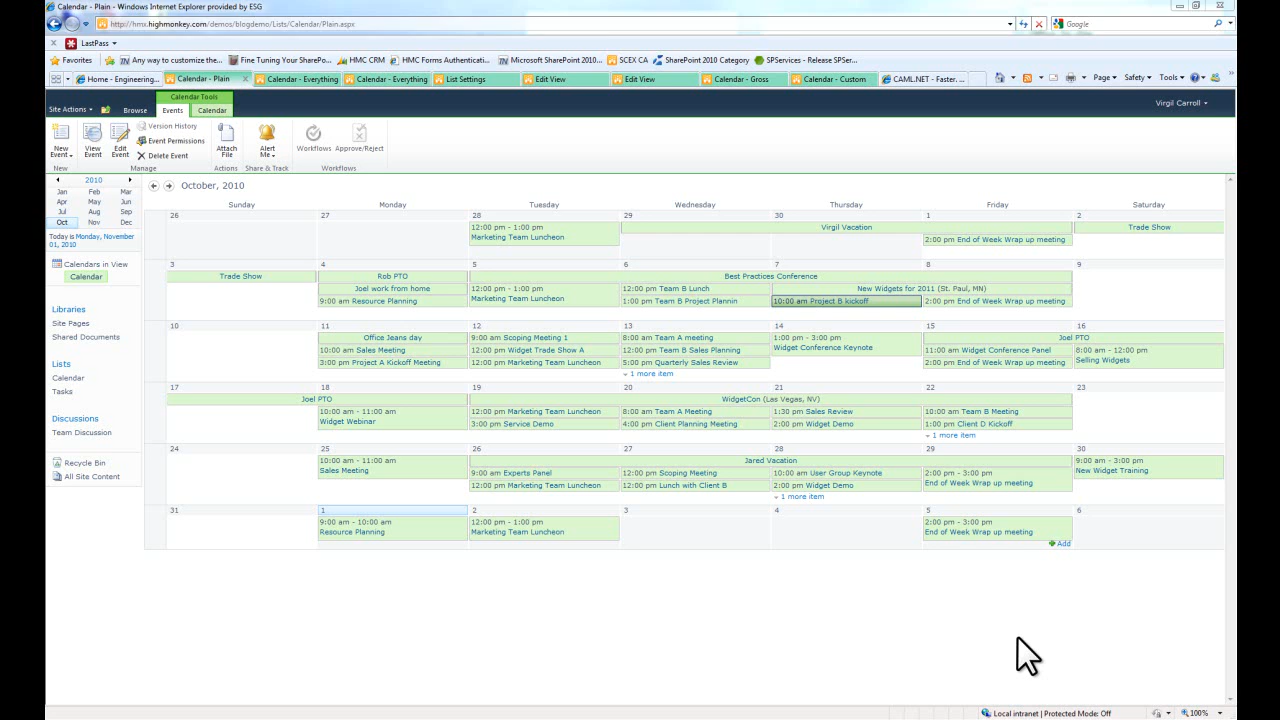 Calendar - Plain - Windows Internet Explorer provided by ESG
http://hmx.highmonkey.com/demos/blogdemo/Lists/Calendar/Plain.aspx
Google
LastPass
Favorites Any way to customize the... Fine Tuning your SharePo... HMC CRM HMC Forms Authenticati... Microsoft SharePoint 2010 ... SCEX CA SharePoint 2010 Category SPServices - Release SPSer...
Home - Engineering... Calendar - Plain Calendar - Everything Calendar - Everything List Settings Edit View Edit View Calendar - Gross Calendar - Custom CAML.NET - Faster. ... Page Safety Tools
Calendar Tools
Site Actions Browse Events Calendar Virgil Carroll
New Event View Event Edit Event Version History Event Permissions Delete Event Attach File Alert Me Workflows Approve/Reject
New Manage Actions Share & Track Workflows
2010
Jan Feb Mar
Apr May Jun
Jul Aug Sep
Oct Nov Dec
Today is Monday, November 01, 2010
Calendars in View
Calendar
Libraries
Site Pages
Shared Documents
Lists
Calendar
Tasks
Discussions
Team Discussion
Recycle Bin
All Site Content
October, 2010
Sunday Monday Tuesday Wednesday Thursday Friday Saturday
26 27 28 29 30 1 2
12:00 pm - 1:00 pm Virgil Vacation Trade Show
Marketing Team Luncheon 2:00 pm End of Week Wrap up meeting
3 4 5 6 7 8 9
Trade Show Rob PTO Best Practices Conference
Joel work from home 12:00 pm - 1:00 pm 12:00 pm Team B Lunch New Widgets for 2011 (St. Paul, MN)
9:00 am Resource Planning Marketing Team Luncheon 1:00 pm Team B Project Plannin 10:00 am Project B kickoff 2:00 pm End of Week Wrap up meeting
10 11 12 13 14 15 16
Office Jeans day 9:00 am Scoping Meeting 1 8:00 am Team A meeting 1:00 pm - 3:00 pm Joel PTO
Widget Conference Keynote
10:00 am Sales Meeting 12:00 pm Widget Trade Show A 12:00 pm Team B Sales Planning 11:00 am Widget Conference Panel 8:00 am - 12:00 pm
3:00 pm Project A Kickoff Meeting 12:00 pm Marketing Team Luncheon 5:00 pm Quarterly Sales Review 2:00 pm End of Week Wrap up meeting Selling Widgets
1 more item
17 18 19 20 21 22 23
Joel PTO WidgetCon (Las Vegas, NV)
10:00 am - 11:00 am 12:00 pm Marketing Team Luncheon 8:00 am Team A Meeting 1:30 pm Sales Review 10:00 am Team B Meeting
Widget Webinar 3:00 pm Service Demo 4:00 pm Client Planning Meeting 2:00 pm Widget Demo 1:00 pm Client D Kickoff
1 more item
24 25 26 27 28 29 30
10:00 am - 11:00 am Jared Vacation 9:00 am - 3:00 pm
Sales Meeting 9:00 am Experts Panel 12:00 pm Scoping Meeting 10:00 am User Group Keynote 2:00 pm - 3:00 pm New Widget Training
12:00 pm Marketing Team Luncheon 12:00 pm Lunch with Client B 2:00 pm Widget Demo End of Week Wrap up meeting
1 more item
31 1 2 3 4 5 6
9:00 am - 10:00 am 12:00 pm - 1:00 pm 2:00 pm - 3:00 pm
Resource Planning Marketing Team Luncheon End of Week Wrap up meeting
Add
Local intranet | Protected Mode: Off 100%